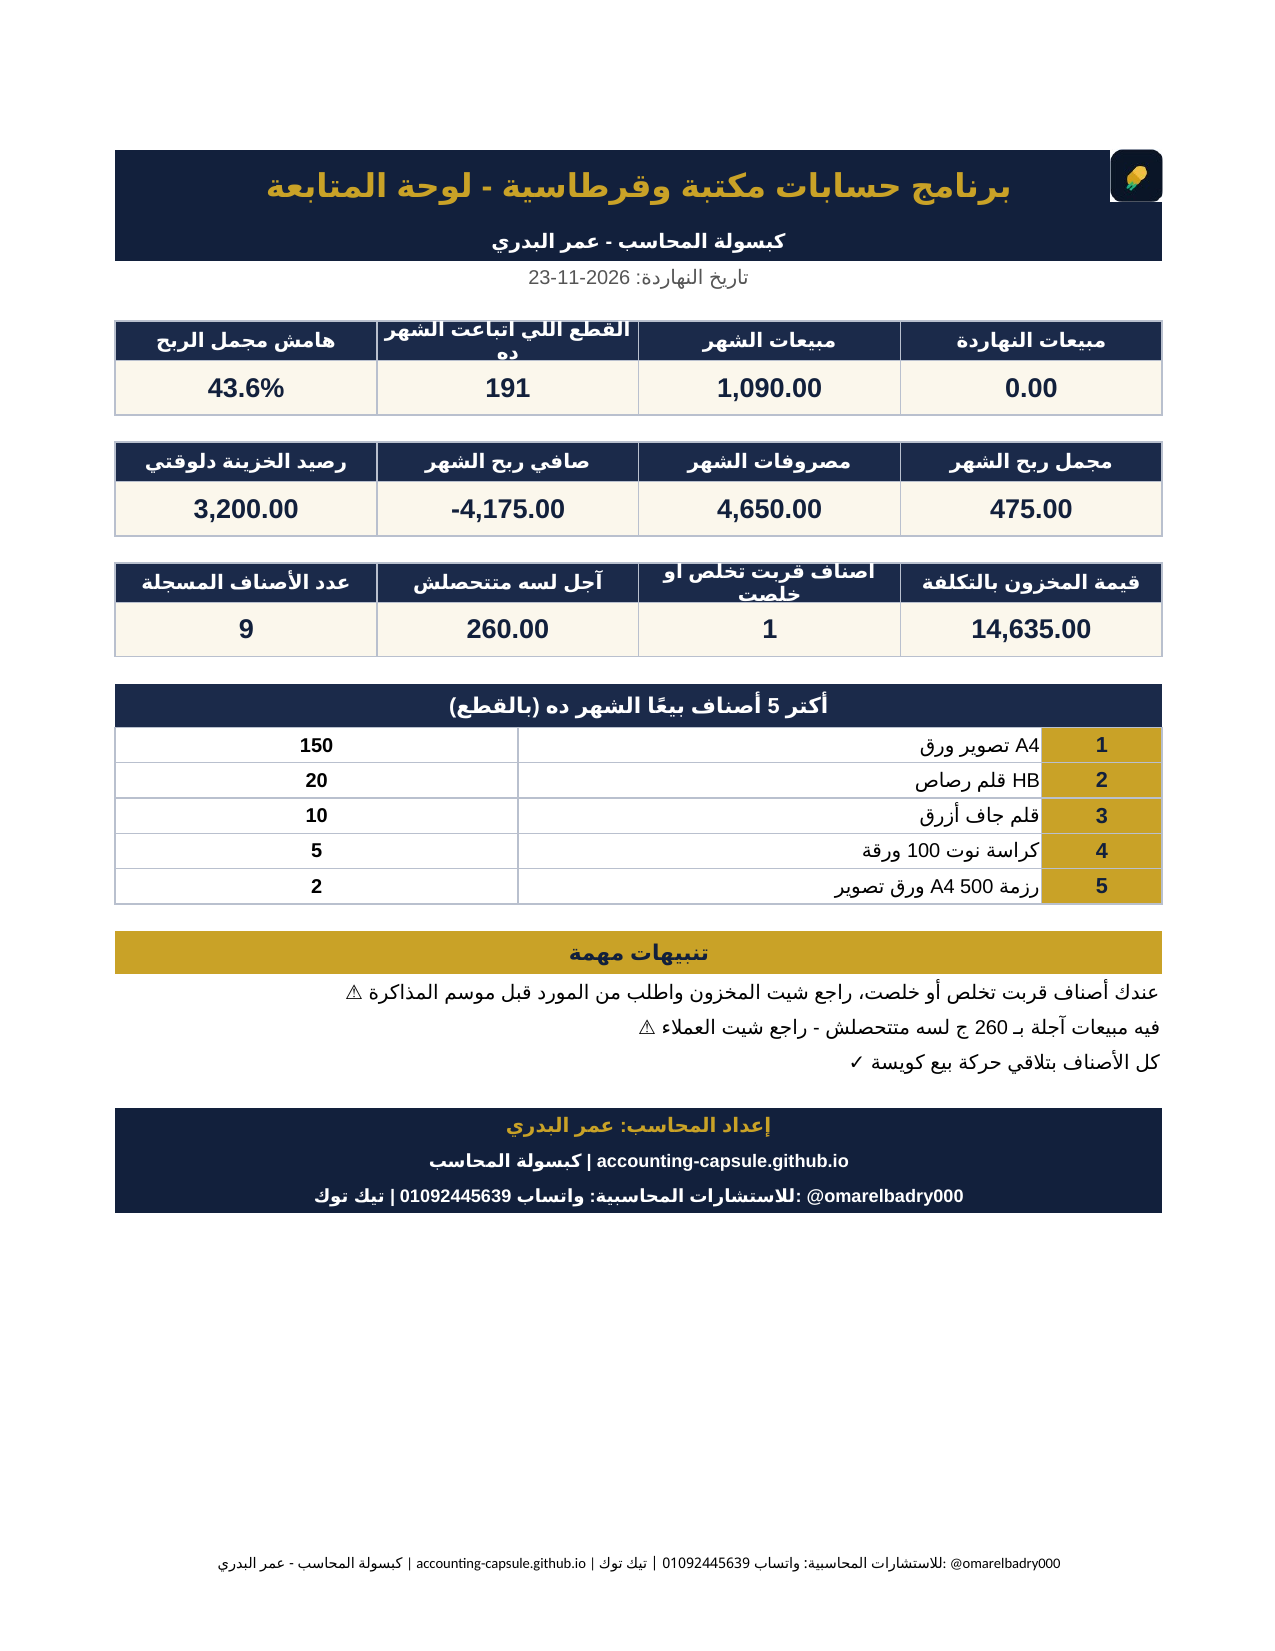 برنامج حسابات مكتبة وقرطاسية - لوحة المتابعة
كبسولة المحاسب - عمر البدري
تاريخ النهاردة: 2026-11-23
مبيعات النهاردة
مبيعات الشهر
القطع اللي اتباعت الشهر
ده
هامش مجمل الربح
0.00
1,090.00
191
43.6%
مجمل ربح الشهر
مصروفات الشهر
صافي ربح الشهر
رصيد الخزينة دلوقتي
475.00
4,650.00
-4,175.00
3,200.00
قيمة المخزون بالتكلفة
أصناف قربت تخلص أو
خلصت
آجل لسه متتحصلش
عدد الأصناف المسجلة
14,635.00
1
260.00
9
أكتر 5 أصناف بيعًا الشهر ده (بالقطع)
1 تصوير ورق A4 150
2 قلم رصاص HB 20
3 قلم جاف أزرق 10
4 كراسة نوت 100 ورقة 5
5 ورق تصوير A4 500 رزمة 2
تنبيهات مهمة
⚠ عندك أصناف قربت تخلص أو خلصت، راجع شيت المخزون واطلب من المورد قبل موسم المذاكرة
⚠ فيه مبيعات آجلة بـ 260 ج لسه متتحصلش - راجع شيت العملاء
✓ كل الأصناف بتلاقي حركة بيع كويسة
إعداد المحاسب: عمر البدري
كبسولة المحاسب | accounting-capsule.github.io
للاستشارات المحاسبية: واتساب 01092445639 | تيك توك: @omarelbadry000
كبسولة المحاسب - عمر البدري | accounting-capsule.github.io | للاستشارات المحاسبية: واتساب 01092445639 | تيك توك: @omarelbadry000